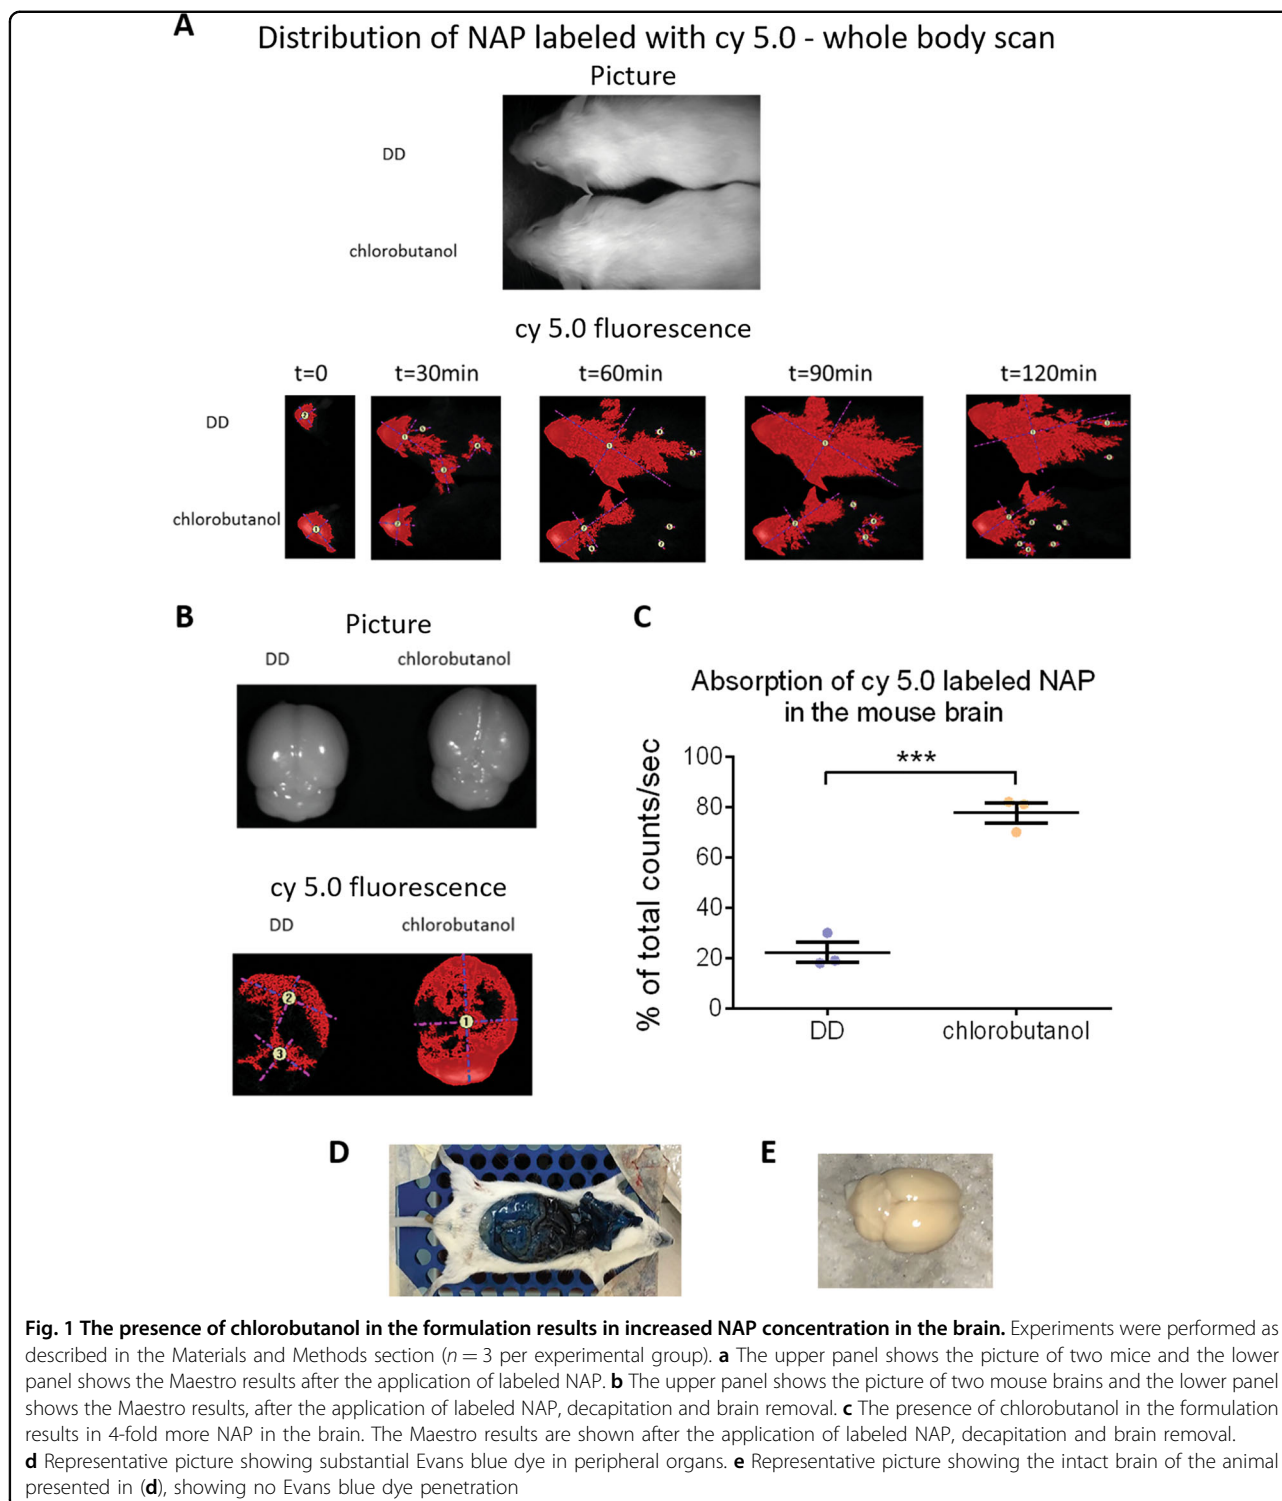 A
Distribution of NAP labeled with cy 5.0 - whole body scan
Picture
DD
chlorobutanol
cy 5.0 fluorescence
t=0 t=30min t=60min t=90min t=120min
DD
chlorobutanol
B
Picture
DD chlorobutanol
cy 5.0 fluorescence
DD chlorobutanol
2
3
1
C
Absorption of cy 5.0 labeled NAP
in the mouse brain
% of total counts/sec
100
80
60
40
20
0
***
DD chlorobutanol
D
E
Fig. 1 The presence of chlorobutanol in the formulation results in increased NAP concentration in the brain. Experiments were performed as
described in the Materials and Methods section (n = 3 per experimental group). a The upper panel shows the picture of two mice and the lower
panel shows the Maestro results after the application of labeled NAP. b The upper panel shows the picture of two mouse brains and the lower panel
shows the Maestro results, after the application of labeled NAP, decapitation and brain removal. c The presence of chlorobutanol in the formulation
results in 4-fold more NAP in the brain. The Maestro results are shown after the application of labeled NAP, decapitation and brain removal.
d Representative picture showing substantial Evans blue dye in peripheral organs. e Representative picture showing the intact brain of the animal
presented in (d), showing no Evans blue dye penetration